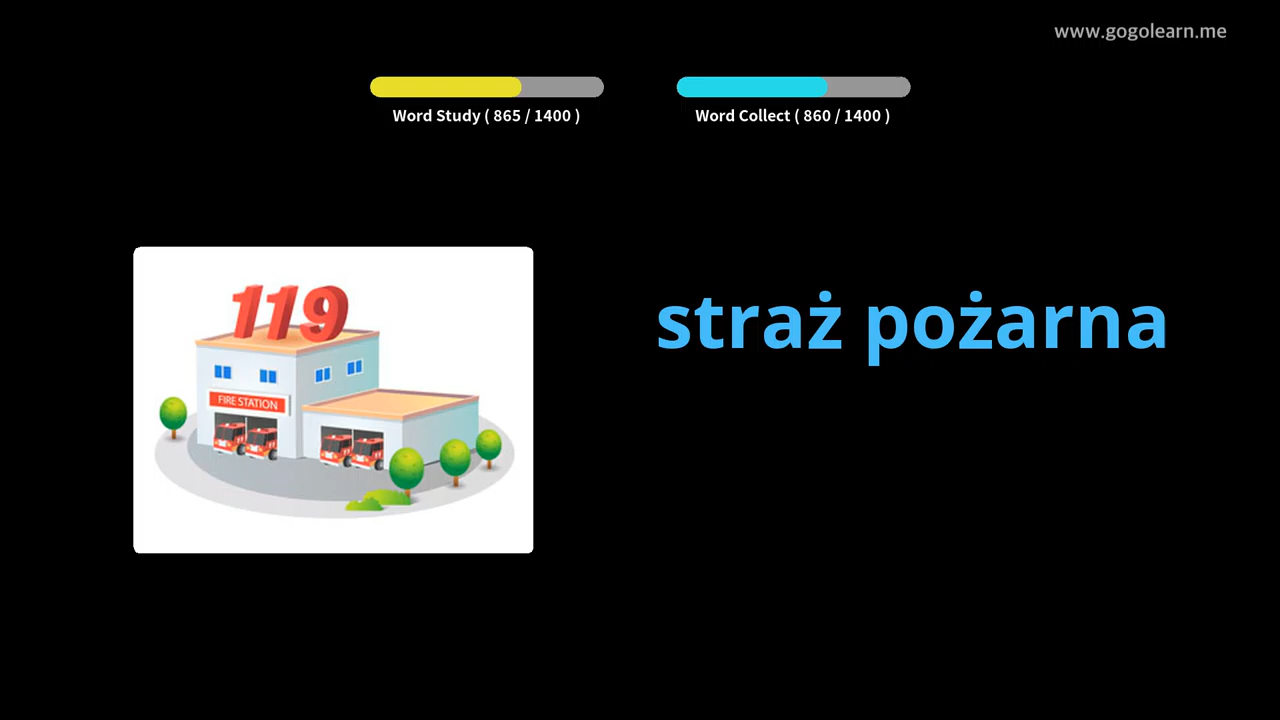 www.gogolearn.me
Word Study ( 865 / 1400 )
Word Collect ( 860 / 1400 )
119
FIRE STATION
straż pożarna